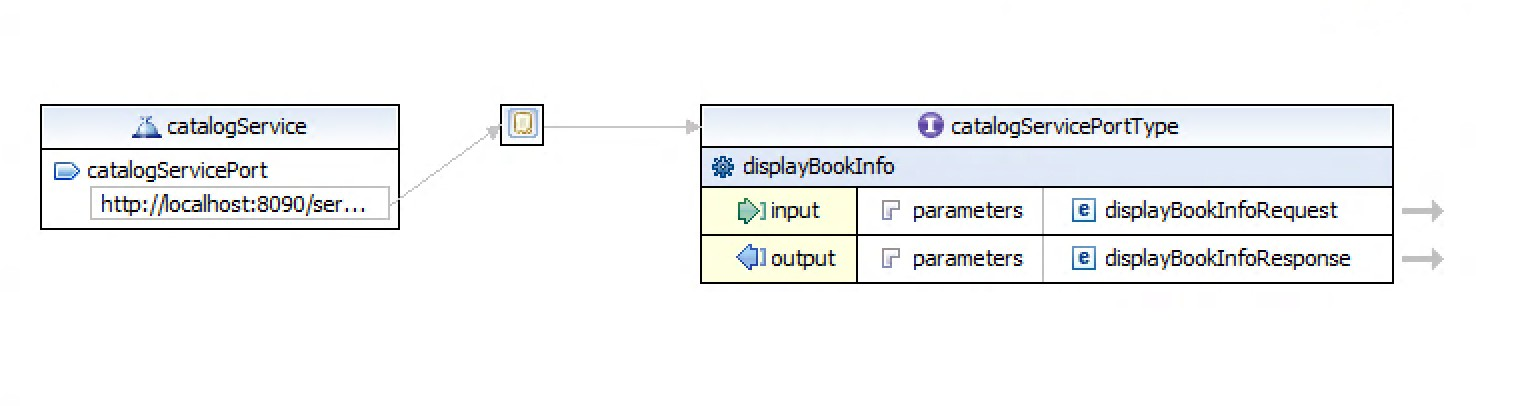 catalogService
catalogServicePort
http://localhost:8090/ser...
catalogServicePortType
displayBookInfo
input parameters e displayBookInfoRequest
output parameters e displayBookInfoResponse